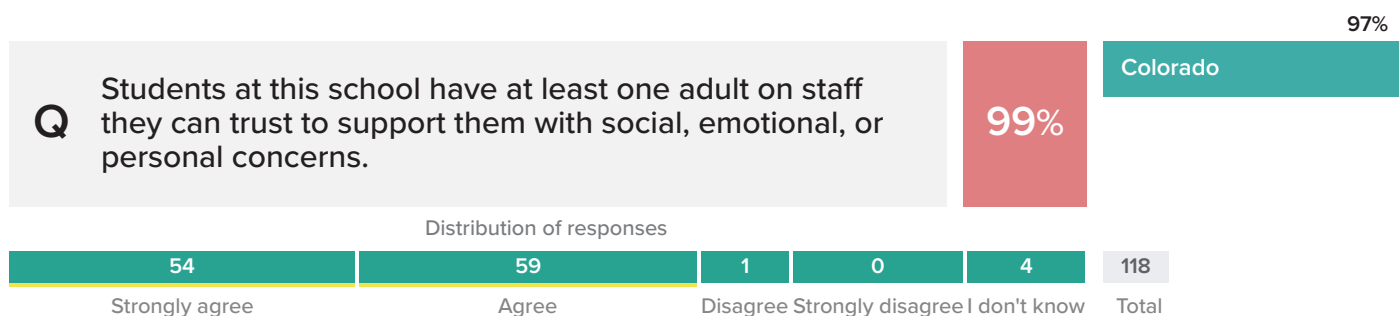 97%
Q
Students at this school have at least one adult on staff
they can trust to support them with social, emotional, or
personal concerns.
99%
Colorado
Distribution of responses
54 59 1 0 4 118
Strongly agree Agree Disagree Strongly disagree I don't know Total